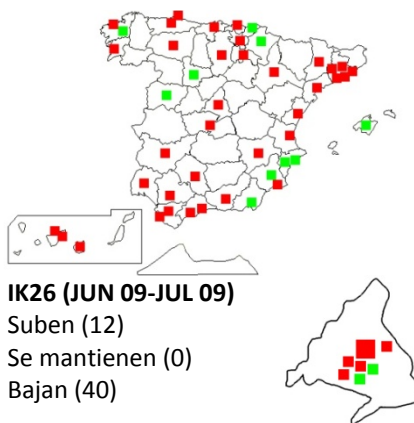 IK26 (JUN 09-JUL 09)
Suben (12)
Se mantienen (0)
Bajan (40)